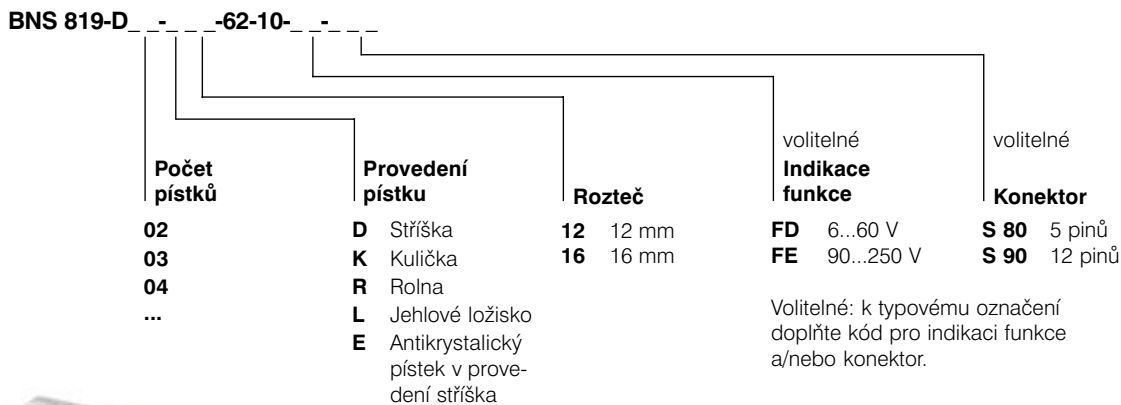 BNS 819-D_ _-_ _ _-62-10-_ _-_ _ _
volitelné
volitelné
Počet pístků
02
03
04
...
Provedení pístku
D Stříška
K Kulička
R Rolna
L Jehlové ložisko
E Antikrystalický
pístek v prove-
dení stříška
Rozteč
12 12 mm
16 16 mm
Indikace funkce
FD 6...60 V
FE 90...250 V
Konektor
S 80 5 pinů
S 90 12 pinů
Volitelné: k typovému označení
doplňte kód pro indikaci funkce
a/nebo konektor.